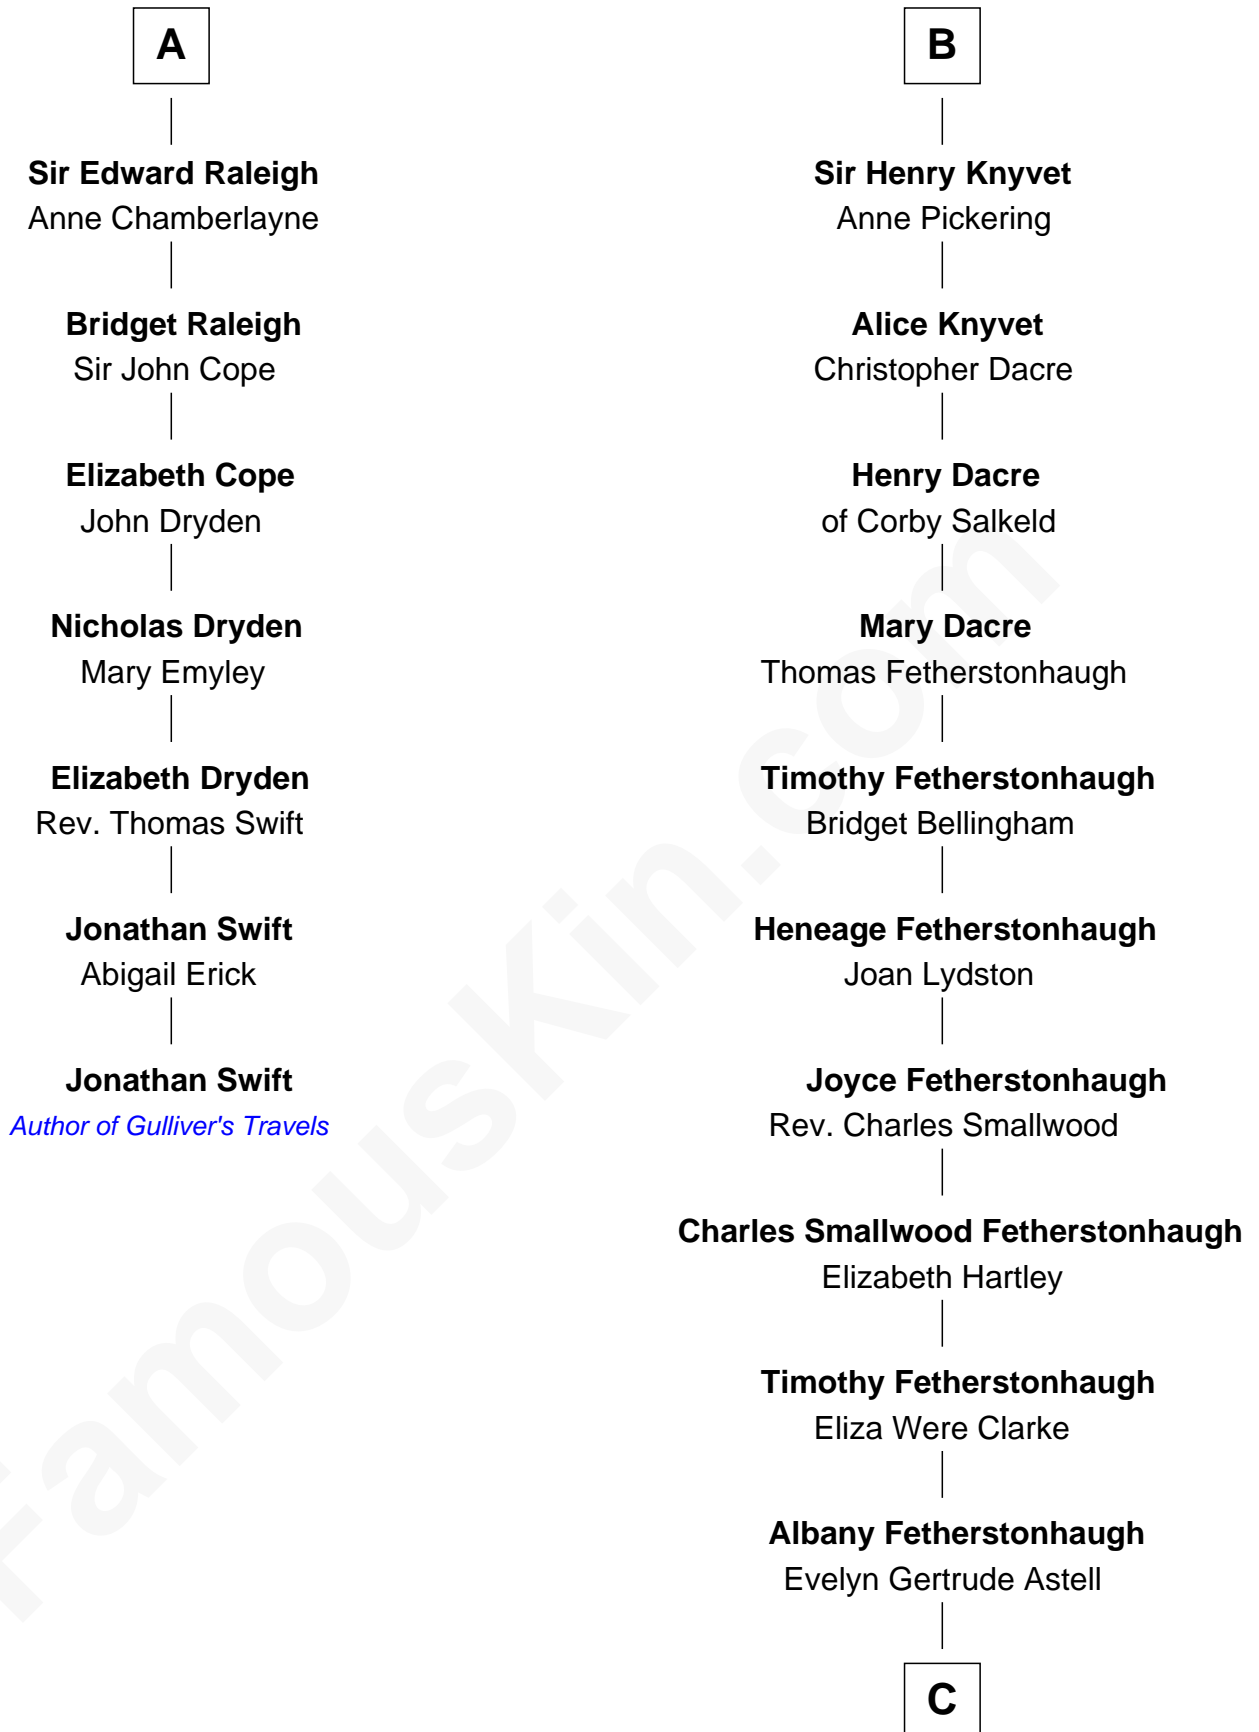 A
Sir Edward Raleigh
Anne Chamberlayne
Bridget Raleigh
Sir John Cope
Elizabeth Cope
John Dryden
Nicholas Dryden
Mary Emyley
Elizabeth Dryden
Rev. Thomas Swift
Jonathan Swift
Abigail Erick
Jonathan Swift
Author of Gulliver's Travels
B
Sir Henry Knyvet
Anne Pickering
Alice Knyvet
Christopher Dacre
Henry Dacre
of Corby Salkeld
Mary Dacre
Thomas Fetherstonhaugh
Timothy Fetherstonhaugh
Bridget Bellingham
Heneage Fetherstonhaugh
Joan Lydston
Joyce Fetherstonhaugh
Rev. Charles Smallwood
Charles Smallwood Fetherstonhaugh
Elizabeth Hartley
Timothy Fetherstonhaugh
Eliza Were Clarke
Albany Fetherstonhaugh
Evelyn Gertrude Astell
C
FamousKin.com